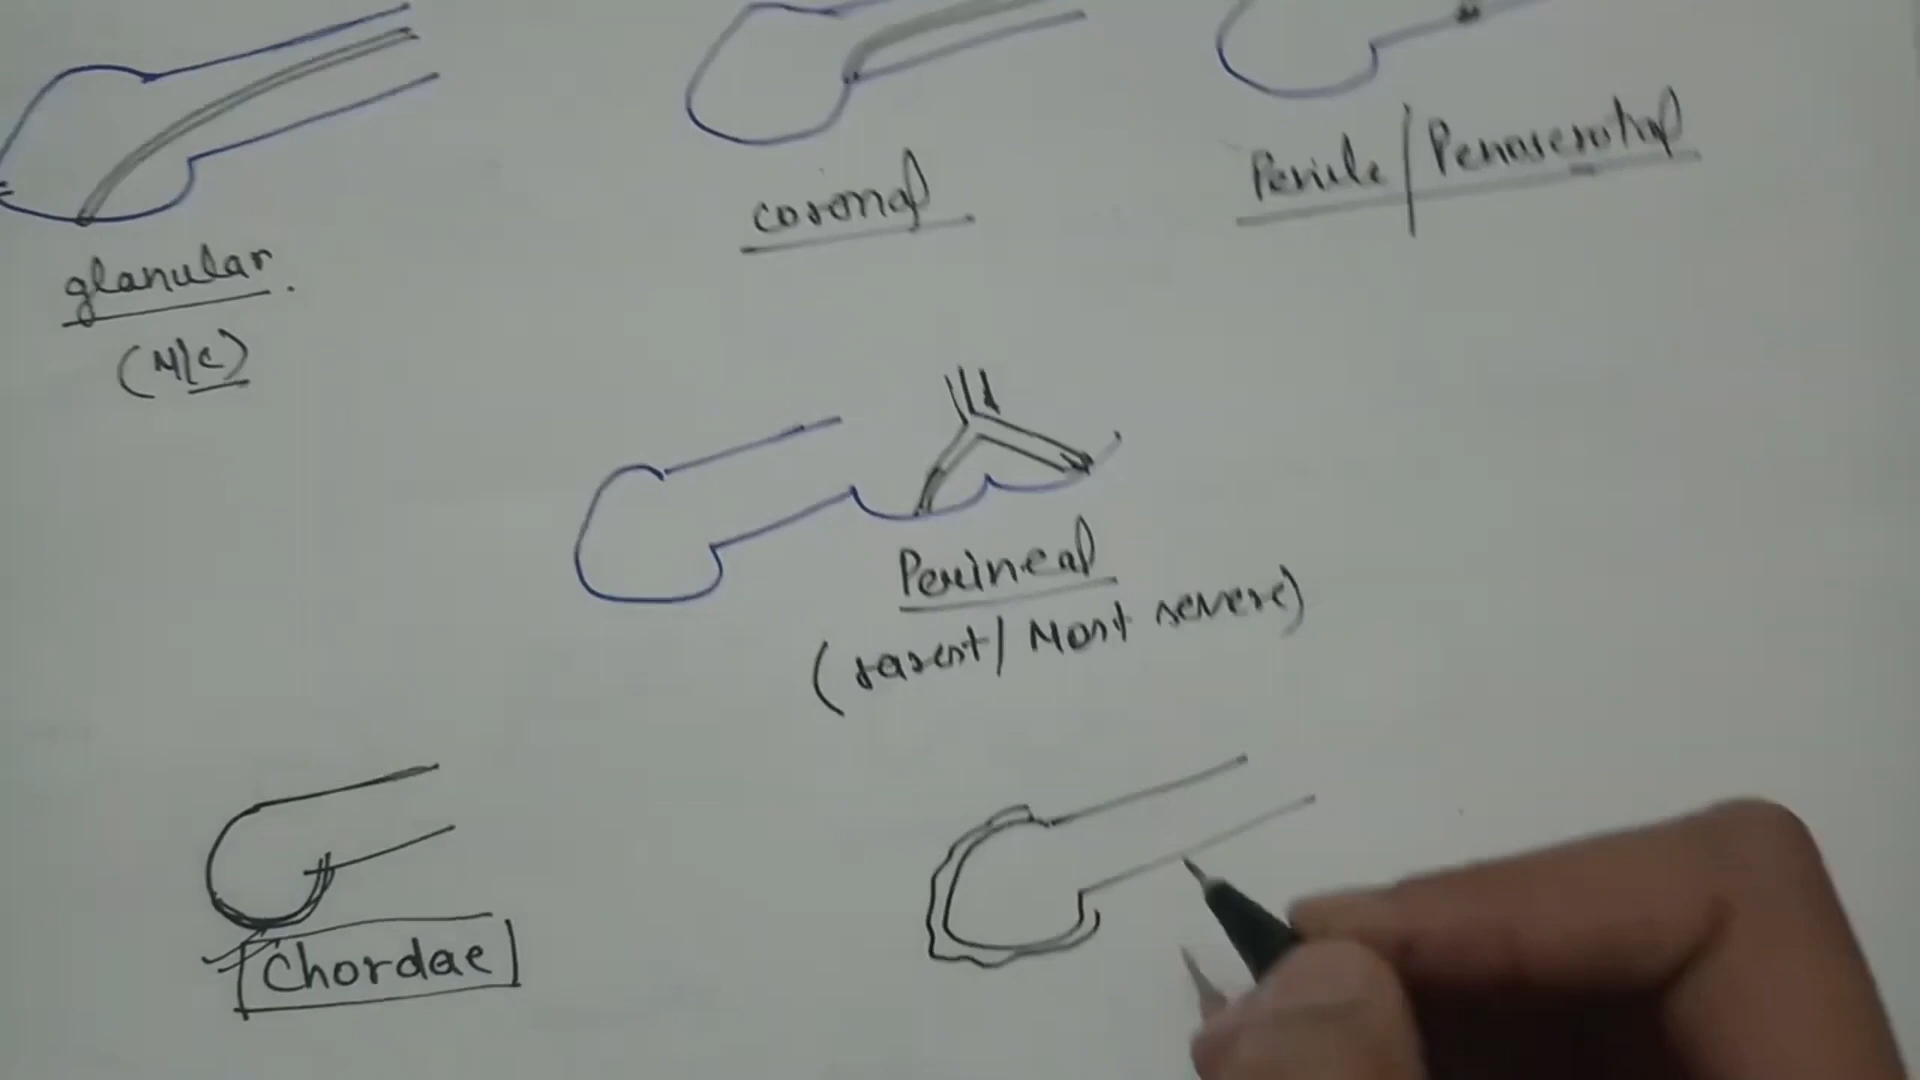 glanular.
(M/C)
coronal.
Penile/Penoscrotal
Perineal
(rarest/Most severe)
Chordae